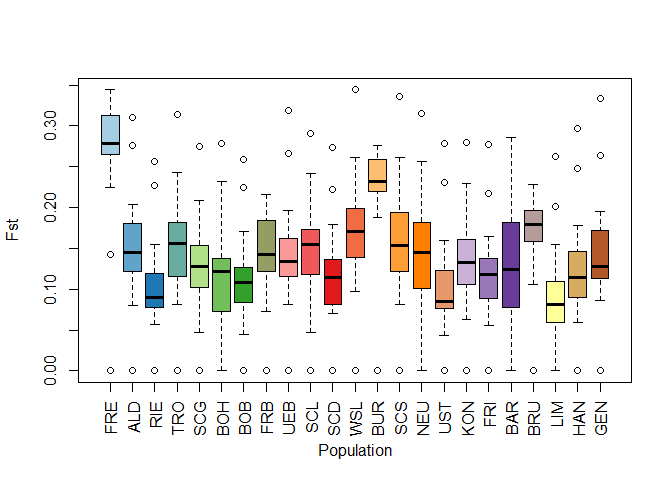 Fst
0.00
0.10
0.20
0.30
FRE
ALD
RIE
TRO
SCG
BOH
BOB
FRB
UEB
SCL
SCD
WSL
BUR
SCS
NEU
UST
KON
FRI
BAR
BRU
LIM
HAN
GEN
Population